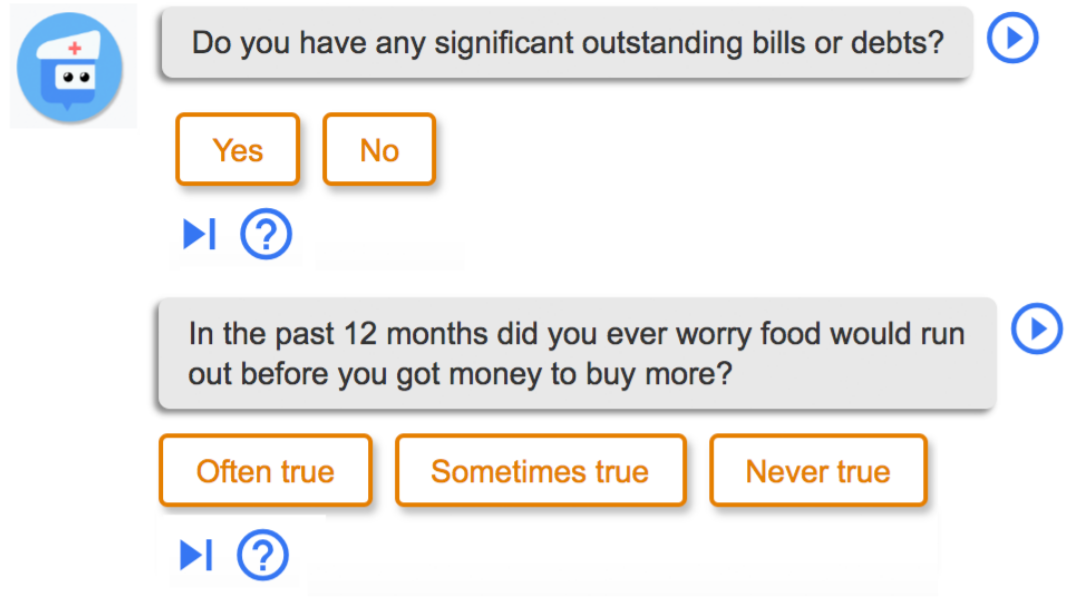 Do you have any significant outstanding bills or debts?
Yes No
In the past 12 months did you ever worry food would run
out before you got money to buy more?
Often true Sometimes true Never true